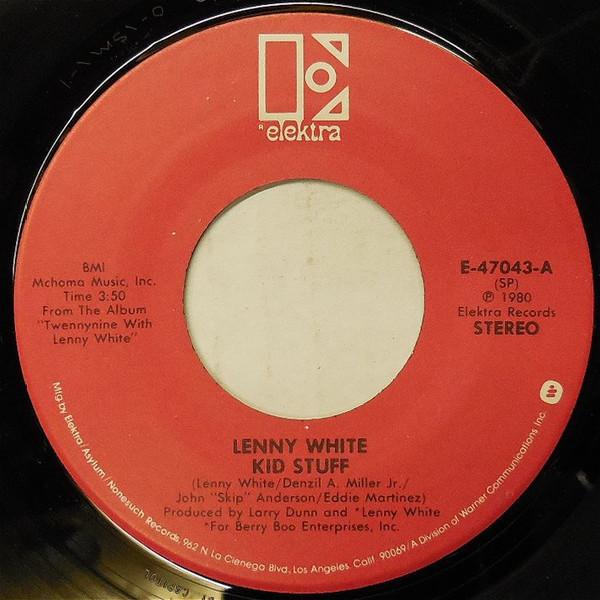 elektra
BMI
Mchoma Music, Inc.
Time 3:50
From The Album
"Twennynine With
Lenny White"
E-47043-A
(SP)
℗ 1980
Elektra Records
STEREO
LENNY WHITE
KID STUFF
(Lenny White/Denzil A. Miller Jr./
John "Skip" Anderson/Eddie Martinez)
Produced by Larry Dunn and *Lenny White
*For Berry Boo Enterprises, Inc.
Mfg by Elektra/Asylum/Nonesuch Records, 962 N. La Cienega Blvd., Los Angeles, Calif. 90069/A Division of Warner Communications Inc.